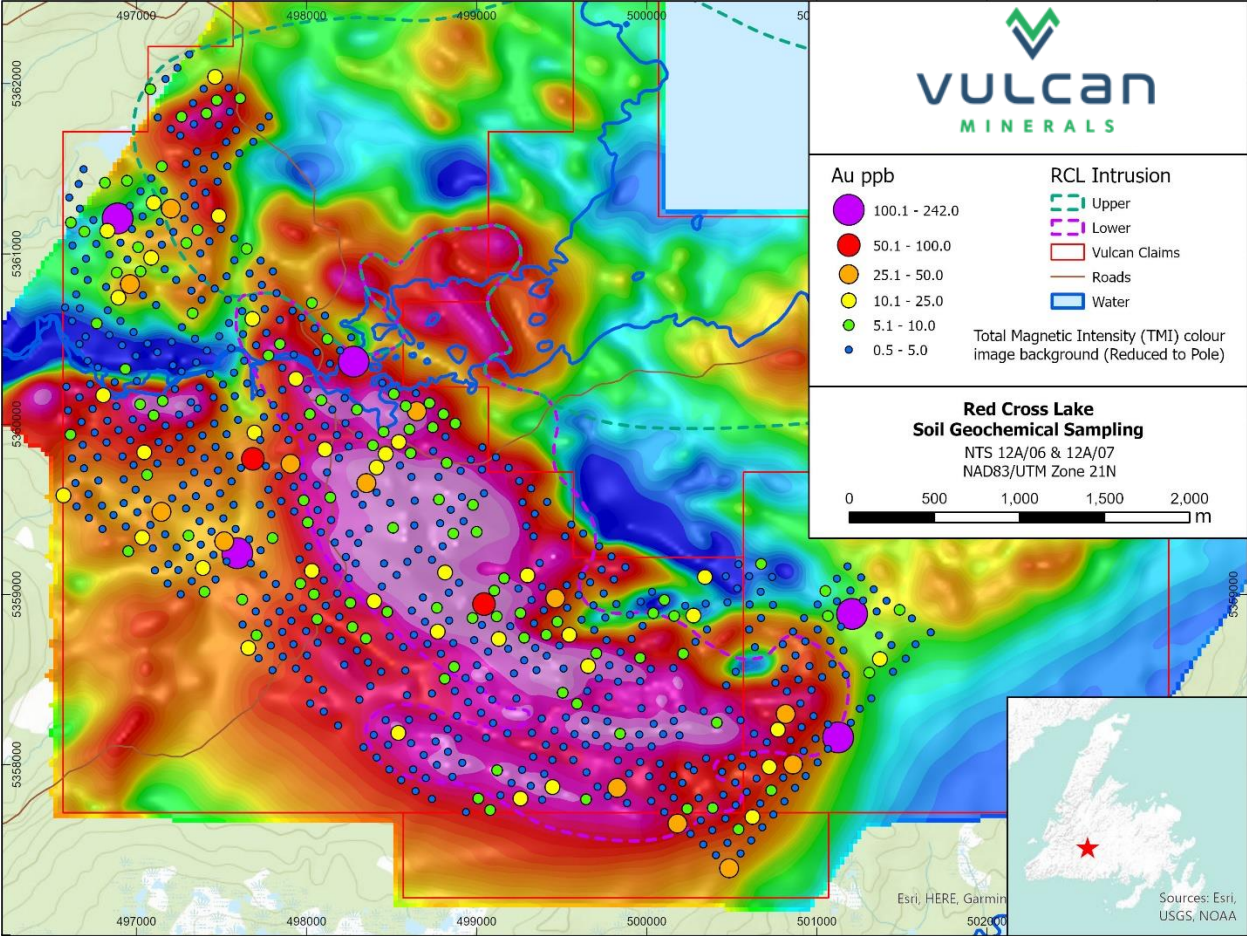 497000 498000 499000 500000 50
5362000
5361000
5360000
5359000
5358000
VULCAN
MINERALS
Au ppb
100.1 - 242.0
50.1 - 100.0
25.1 - 50.0
10.1 - 25.0
5.1 - 10.0
0.5 - 5.0
RCL Intrusion
Upper
Lower
Vulcan Claims
Roads
Water
Total Magnetic Intensity (TMI) colour
image background (Reduced to Pole)
Red Cross Lake
Soil Geochemical Sampling
NTS 12A/06 & 12A/07
NAD83/UTM Zone 21N
0 500 1,000 1,500 2,000
m
5359000
Esri, HERE, Garmin
Sources: Esri,
USGS, NOAA
497000 498000 499000 500000 501000 50200